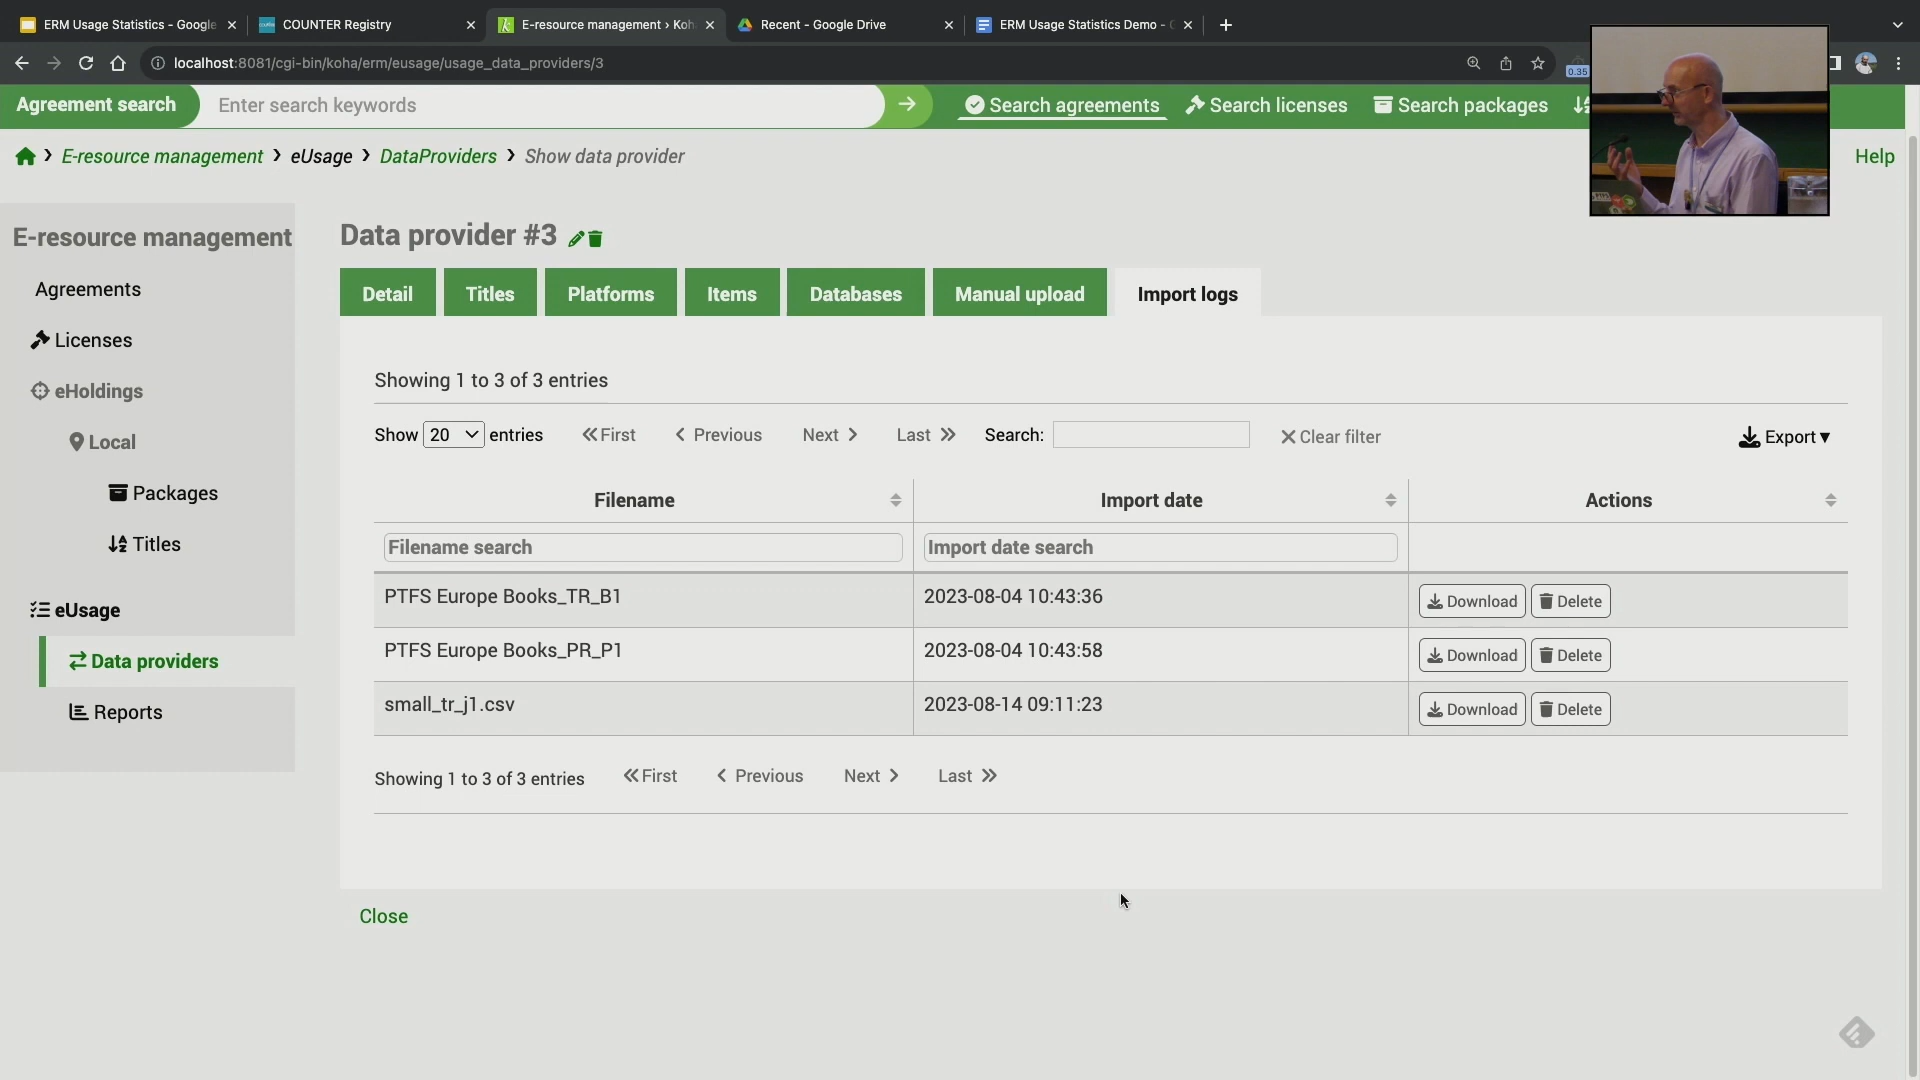 ERM Usage Statistics - Google
COUNTER Registry
E-resource management › Koh
Recent - Google Drive
ERM Usage Statistics Demo -
localhost:8081/cgi-bin/koha/erm/eusage/usage_data_providers/3
0.35
Agreement search
Enter search keywords
Search agreements
Search licenses
Search packages
E-resource management
eUsage
DataProviders
Show data provider
Help
E-resource management
Agreements
Licenses
eHoldings
Local
Packages
Titles
eUsage
Data providers
Reports
Data provider #3
Detail
Titles
Platforms
Items
Databases
Manual upload
Import logs
Showing 1 to 3 of 3 entries
Show 20 entries
First
Previous
Next
Last
Search:
Clear filter
Export
Filename
Import date
Actions
Filename search
Import date search
PTFS Europe Books_TR_B1
2023-08-04 10:43:36
Download
Delete
PTFS Europe Books_PR_P1
2023-08-04 10:43:58
Download
Delete
small_tr_j1.csv
2023-08-14 09:11:23
Download
Delete
Showing 1 to 3 of 3 entries
First
Previous
Next
Last
Close